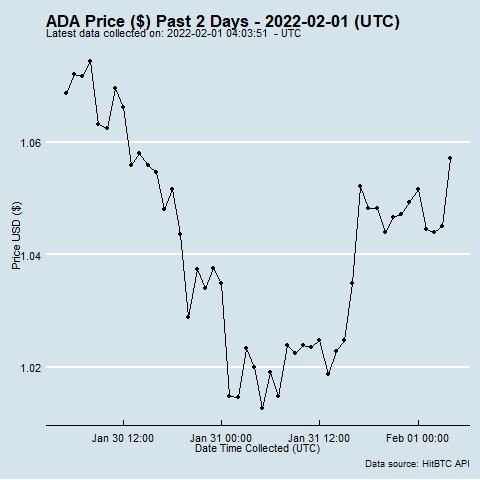 ADA Price ($) Past 2 Days - 2022-02-01 (UTC)
Latest data collected on: 2022-02-01 04:03:51 - UTC
1.06
1.04
1.02
Price USD ($)
Jan 30 12:00 Jan 31 00:00 Jan 31 12:00 Feb 01 00:00
Date Time Collected (UTC)
Data source: HitBTC API